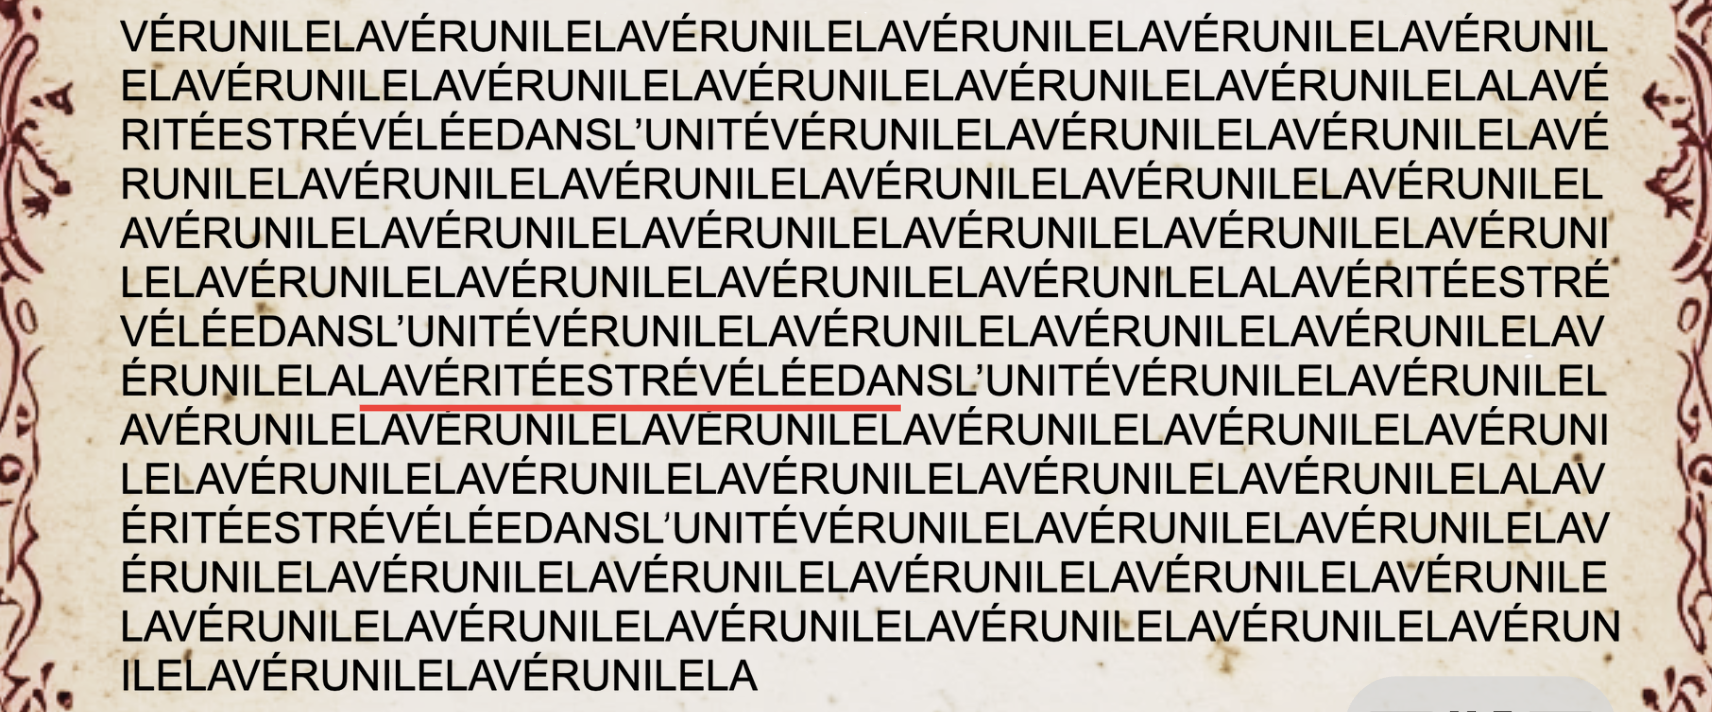 VÉRUNILELAVÉRUNILELAVÉRUNILELAVÉRUNILELAVÉRUNILELAVÉRUNIL
ELAVÉRUNILELAVÉRUNILELAVÉRUNILELAVÉRUNILELAVÉRUNILELALAVÉ
RITÉESTRÉVÉLÉEDANSL’UNITÉVÉRUNILELAVÉRUNILELAVÉRUNILELAVÉ
RUNILELAVÉRUNILELAVÉRUNILELAVÉRUNILELAVÉRUNILELAVÉRUNILEL
AVÉRUNILELAVÉRUNILELAVÉRUNILELAVÉRUNILELAVÉRUNILELAVÉRUNI
LELAVÉRUNILELAVÉRUNILELAVÉRUNILELAVÉRUNILELALAVÉRITÉESTRÉ
VÉLÉEDANSL’UNITÉVÉRUNILELAVÉRUNILELAVÉRUNILELAVÉRUNILELAV
ÉRUNILELALAVÉRITÉESTRÉVÉLÉEDANSL’UNITÉVÉRUNILELAVÉRUNILEL
AVÉRUNILELAVÉRUNILELAVÉRUNILELAVÉRUNILELAVÉRUNILELAVÉRUNI
LELAVÉRUNILELAVÉRUNILELAVÉRUNILELAVÉRUNILELAVÉRUNILELALAV
ÉRITÉESTRÉVÉLÉEDANSL’UNITÉVÉRUNILELAVÉRUNILELAVÉRUNILELAV
ÉRUNILELAVÉRUNILELAVÉRUNILELAVÉRUNILELAVÉRUNILELAVÉRUNILE
LAVÉRUNILELAVÉRUNILELAVÉRUNILELAVÉRUNILELAVÉRUNILELAVÉRUN
ILELAVÉRUNILELAVÉRUNILELA